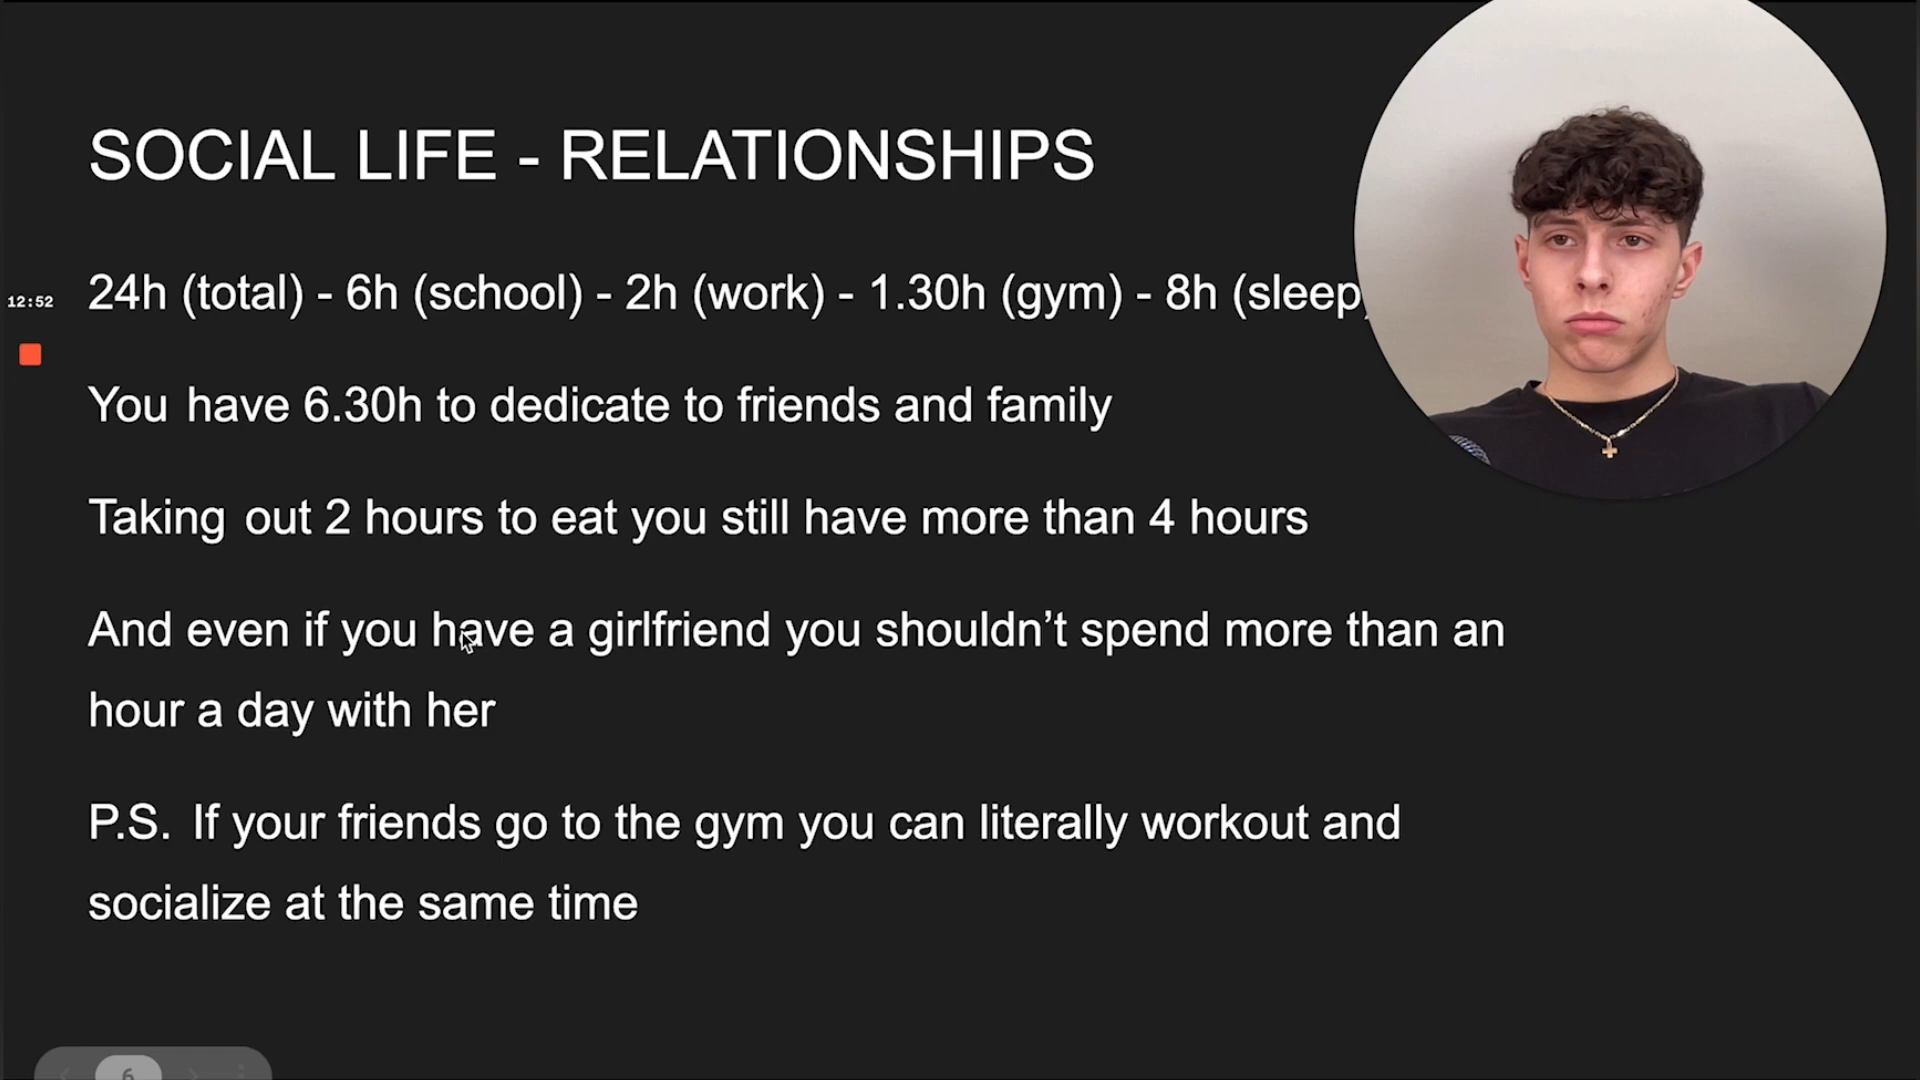 SOCIAL LIFE - RELATIONSHIPS
24h (total) - 6h (school) - 2h (work) - 1.30h (gym) - 8h (sleep
12:52
You have 6.30h to dedicate to friends and family
Taking out 2 hours to eat you still have more than 4 hours
And even if you have a girlfriend you shouldn’t spend more than an
hour a day with her
P.S. If your friends go to the gym you can literally workout and
socialize at the same time
6